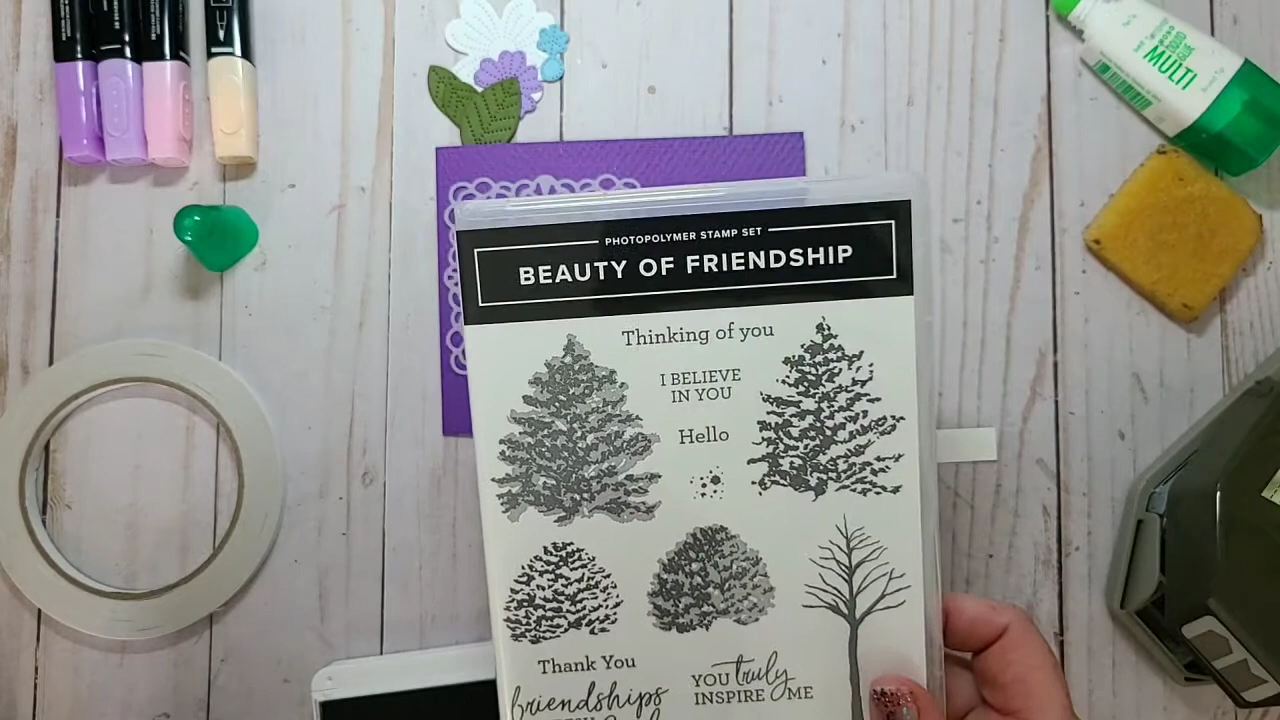 PHOTOPOLYMER STAMP SET
BEAUTY OF FRIENDSHIP
Thinking of you
I BELIEVE
IN YOU
Hello
Thank You
YOU truly
INSPIRE ME
friendships
MULTI